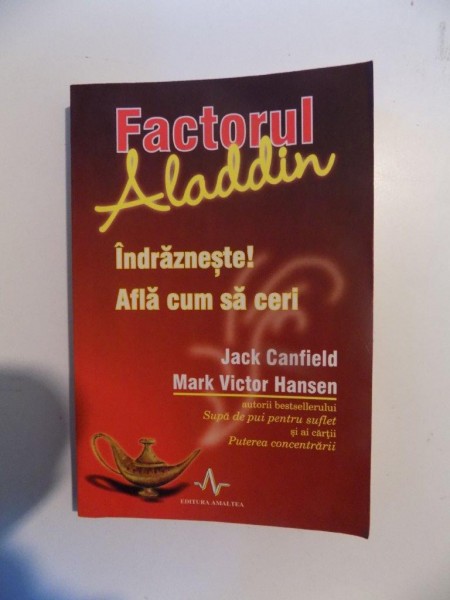 Factorul
Aladdin
Îndrăznește!
Află cum să ceri
Jack Canfield
Mark Victor Hansen
autorii bestsellerului
Supă de pui pentru suflet
și ai cărții
Puterea concentrării
EDITURA AMALTEA